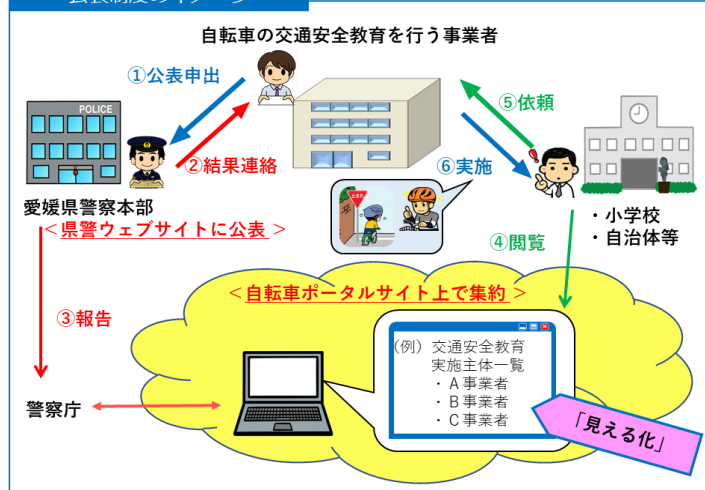 自転車の交通安全教育を行う事業者
①公表申出
POLICE
②結果連絡
⑤依頼
⑥実施
止まれ
愛媛県警察本部
＜県警ウェブサイトに公表＞
・小学校
・自治体等
④閲覧
③報告
＜自転車ポータルサイト上で集約＞
(例) 交通安全教育
実施主体一覧
・Ａ事業者
・Ｂ事業者
・Ｃ事業者
警察庁
「見える化」